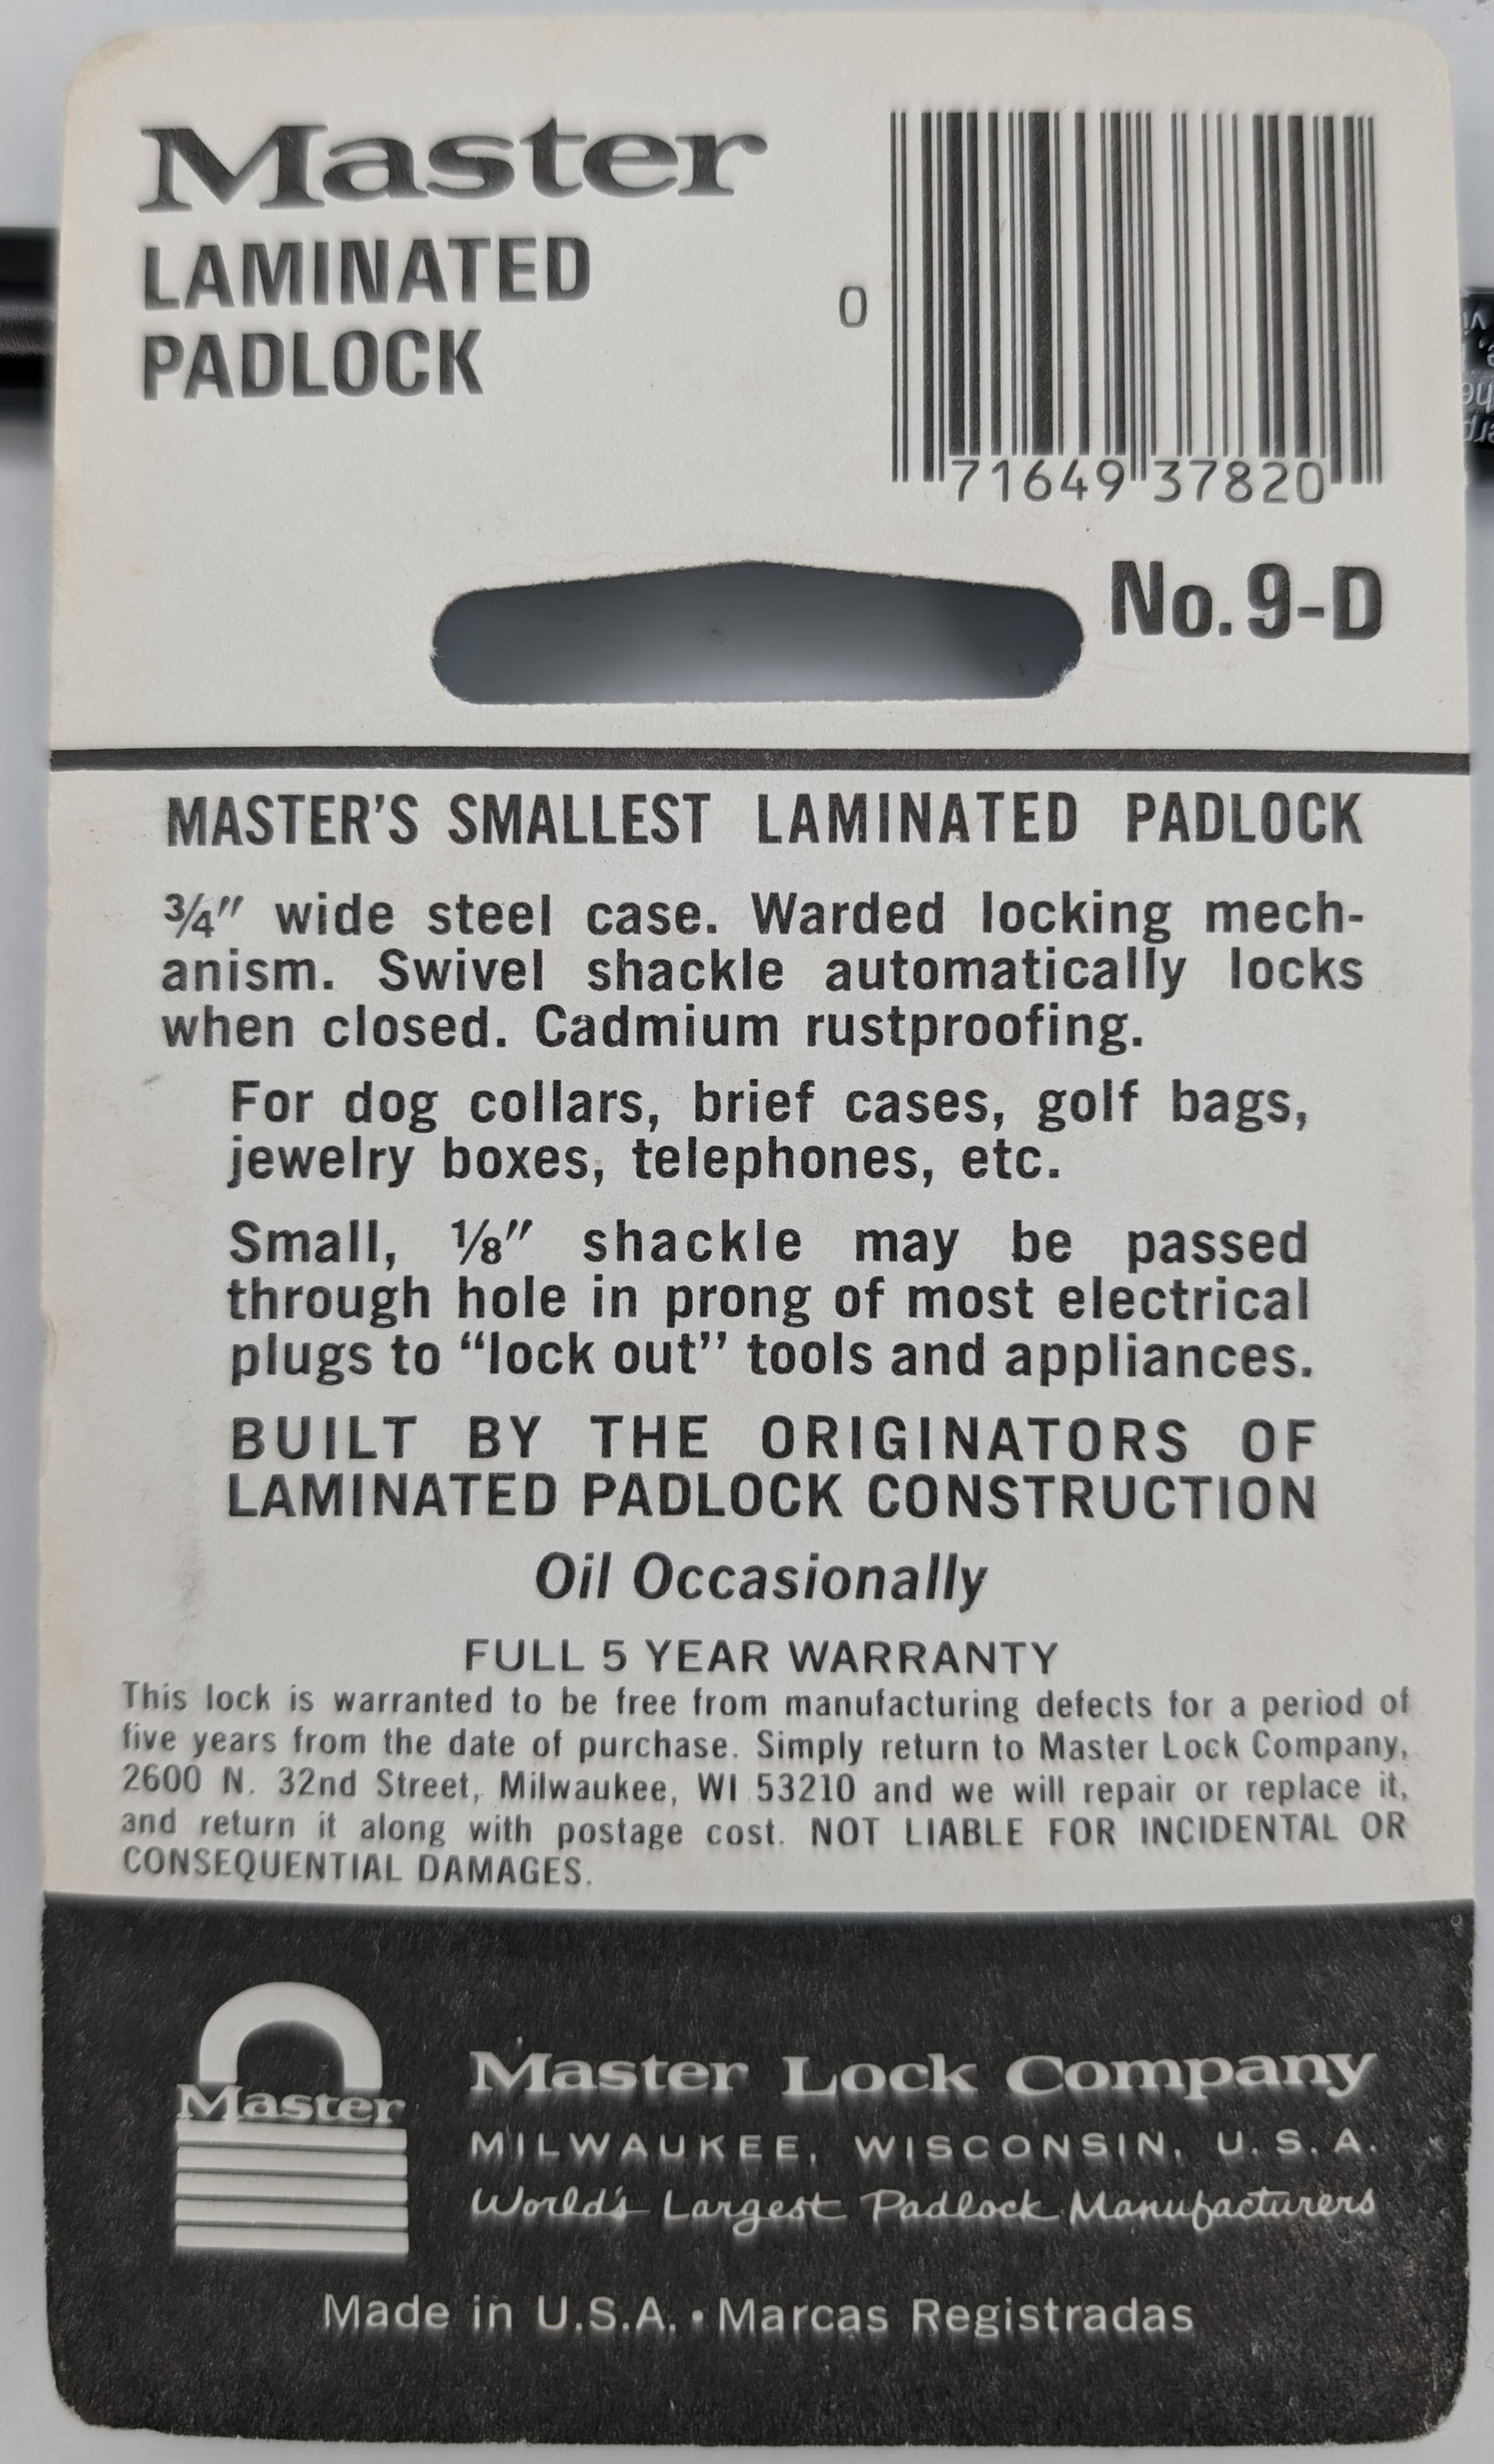 Master
LAMINATED
PADLOCK
0
71649 37820
No. 9-D
MASTER'S SMALLEST LAMINATED PADLOCK
¾" wide steel case. Warded locking mech-
anism. Swivel shackle automatically locks
when closed. Cadmium rustproofing.
For dog collars, brief cases, golf bags,
jewelry boxes, telephones, etc.
Small, ⅛" shackle may be passed
through hole in prong of most electrical
plugs to “lock out” tools and appliances.
BUILT BY THE ORIGINATORS OF
LAMINATED PADLOCK CONSTRUCTION
Oil Occasionally
FULL 5 YEAR WARRANTY
This lock is warranted to be free from manufacturing defects for a period of
five years from the date of purchase. Simply return to Master Lock Company,
2600 N. 32nd Street, Milwaukee, WI 53210 and we will repair or replace it,
and return it along with postage cost. NOT LIABLE FOR INCIDENTAL OR
CONSEQUENTIAL DAMAGES.
Master
Master Lock Company
MILWAUKEE, WISCONSIN, U.S.A.
World's Largest Padlock Manufacturers
Made in U.S.A. • Marcas Registradas